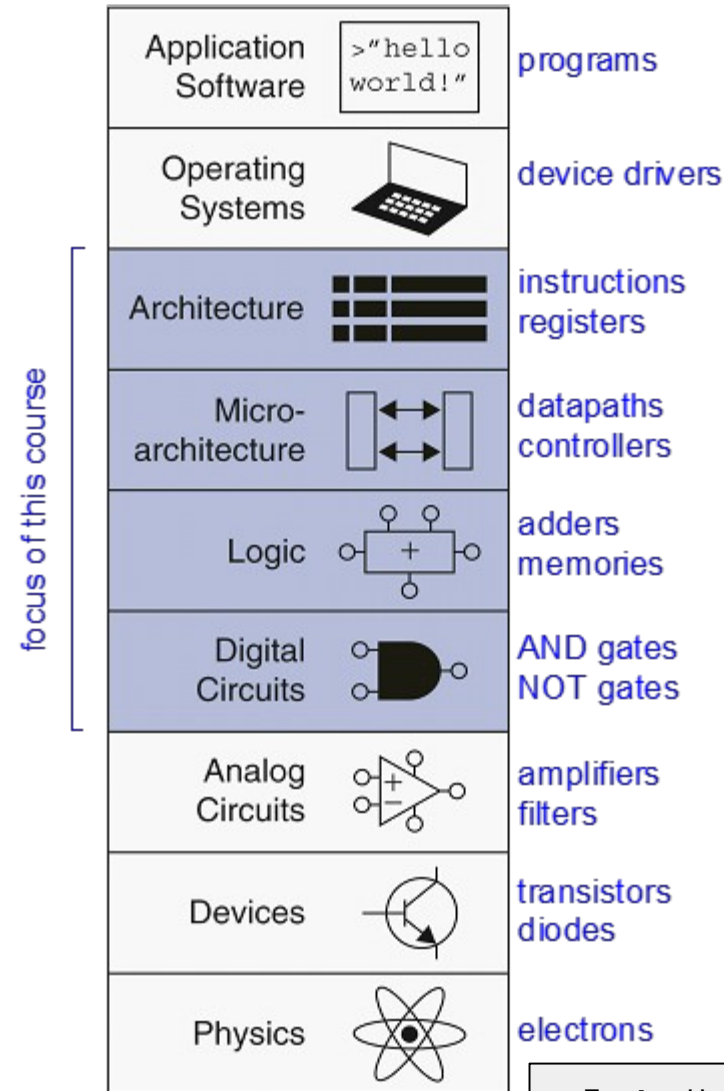 Application
Software
>"hello
world!"
programs
Operating
Systems
device drivers
focus of this course
Architecture
instructions
registers
Micro-
architecture
datapaths
controllers
Logic
+
adders
memories
Digital
Circuits
AND gates
NOT gates
Analog
Circuits
+
−
amplifiers
filters
Devices
transistors
diodes
Physics
electrons